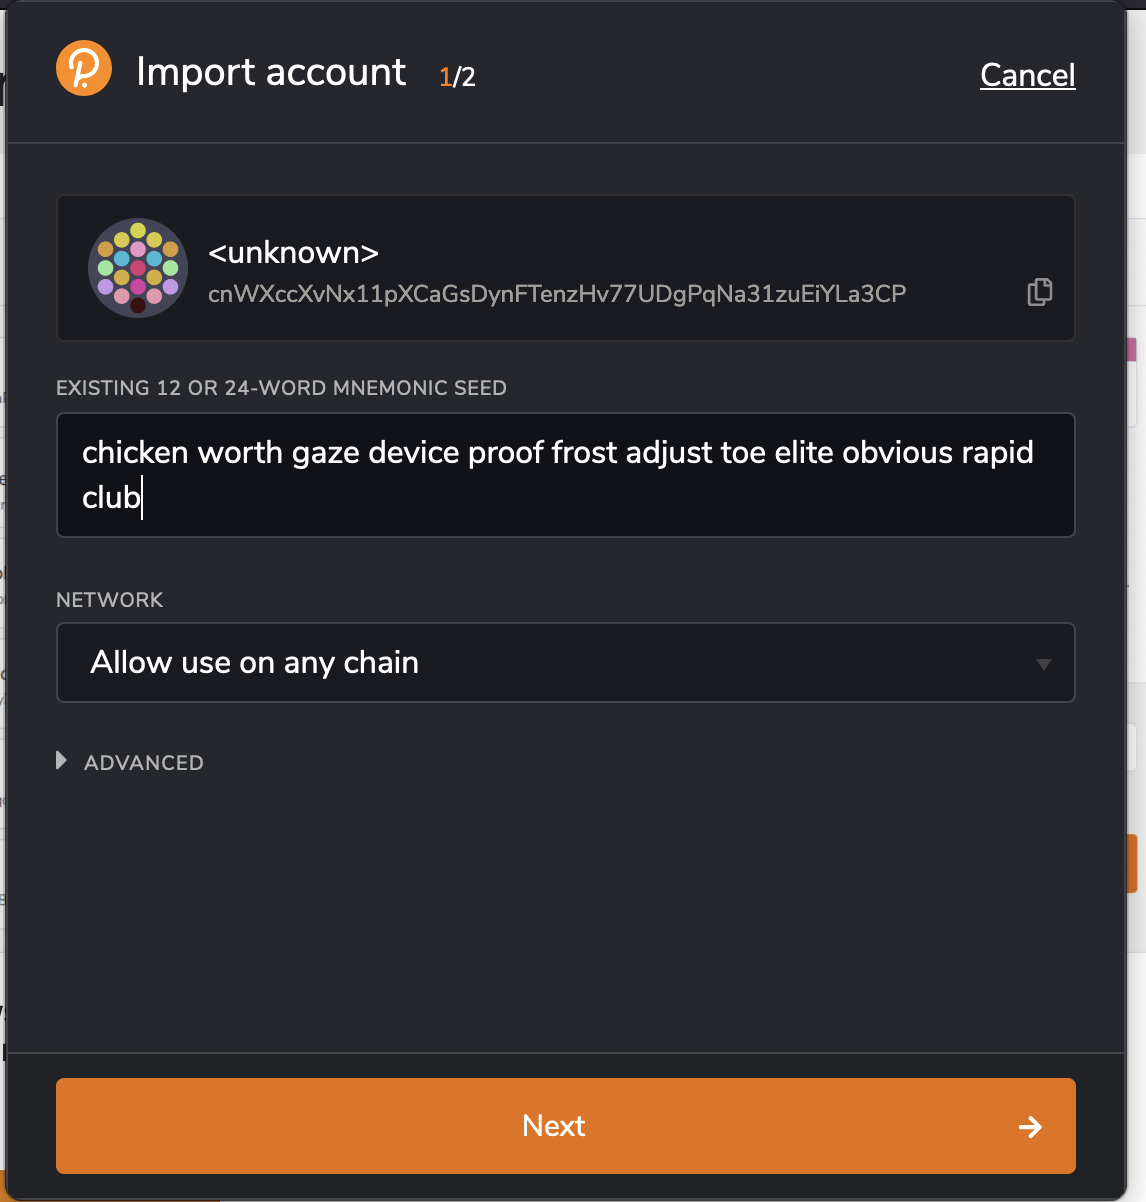 Import account 1/2 Cancel
<unknown>
cnWXccXvNx11pXCaGsDynFTenzHv77UDgPqNa31zuEiYLa3CP
EXISTING 12 OR 24-WORD MNEMONIC SEED
chicken worth gaze device proof frost adjust toe elite obvious rapid
club
NETWORK
Allow use on any chain
ADVANCED
Next